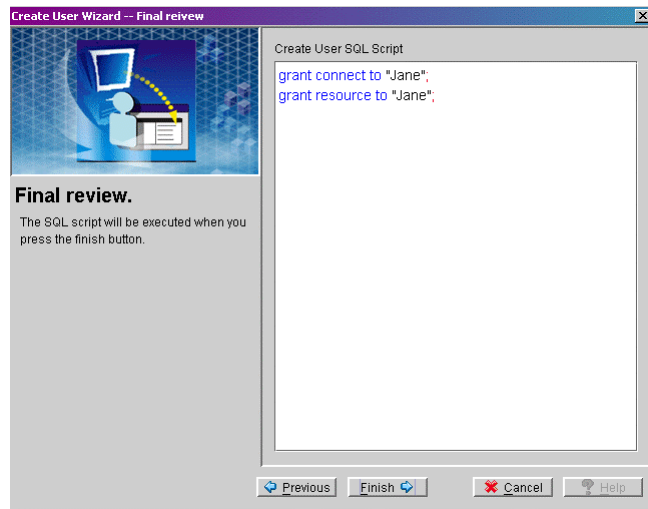 Create User Wizard -- Final reivew
Create User SQL Script
grant connect to "Jane";
grant resource to "Jane";
Final review.
The SQL script will be executed when you
press the finish button.
Previous
Finish
Cancel
Help